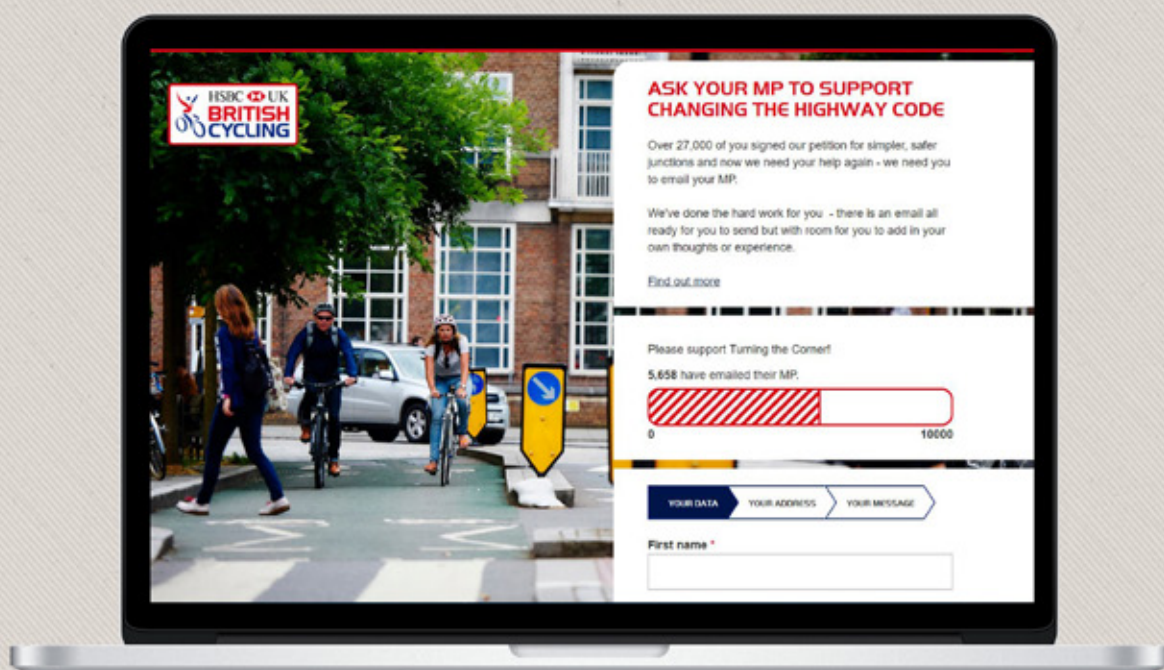 HSBC UK
BRITISH
CYCLING
ASK YOUR MP TO SUPPORT
CHANGING THE HIGHWAY CODE
Over 27,000 of you signed our petition for simpler, safer
junctions and now we need your help again - we need you
to email your MP.
We've done the hard work for you - there is an email all
ready for you to send but with room for you to add in your
own thoughts or experience.
Find out more
Please support Turning the Corner!
5,658 have emailed their MP.
0 10000
YOUR DATA YOUR ADDRESS YOUR MESSAGE
First name *